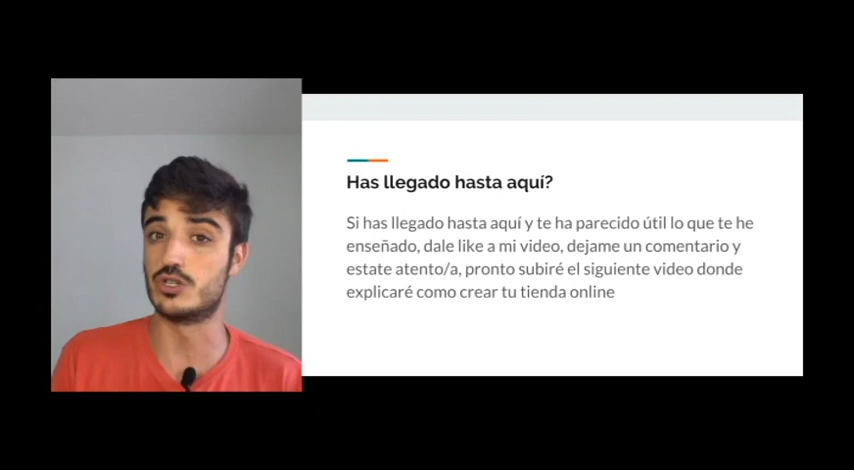 Has llegado hasta aquí?
Si has llegado hasta aquí y te ha parecido útil lo que te he
enseñado, dale like a mi video, dejame un comentario y
estate atento/a, pronto subiré el siguiente video donde
explicaré como crear tu tienda online